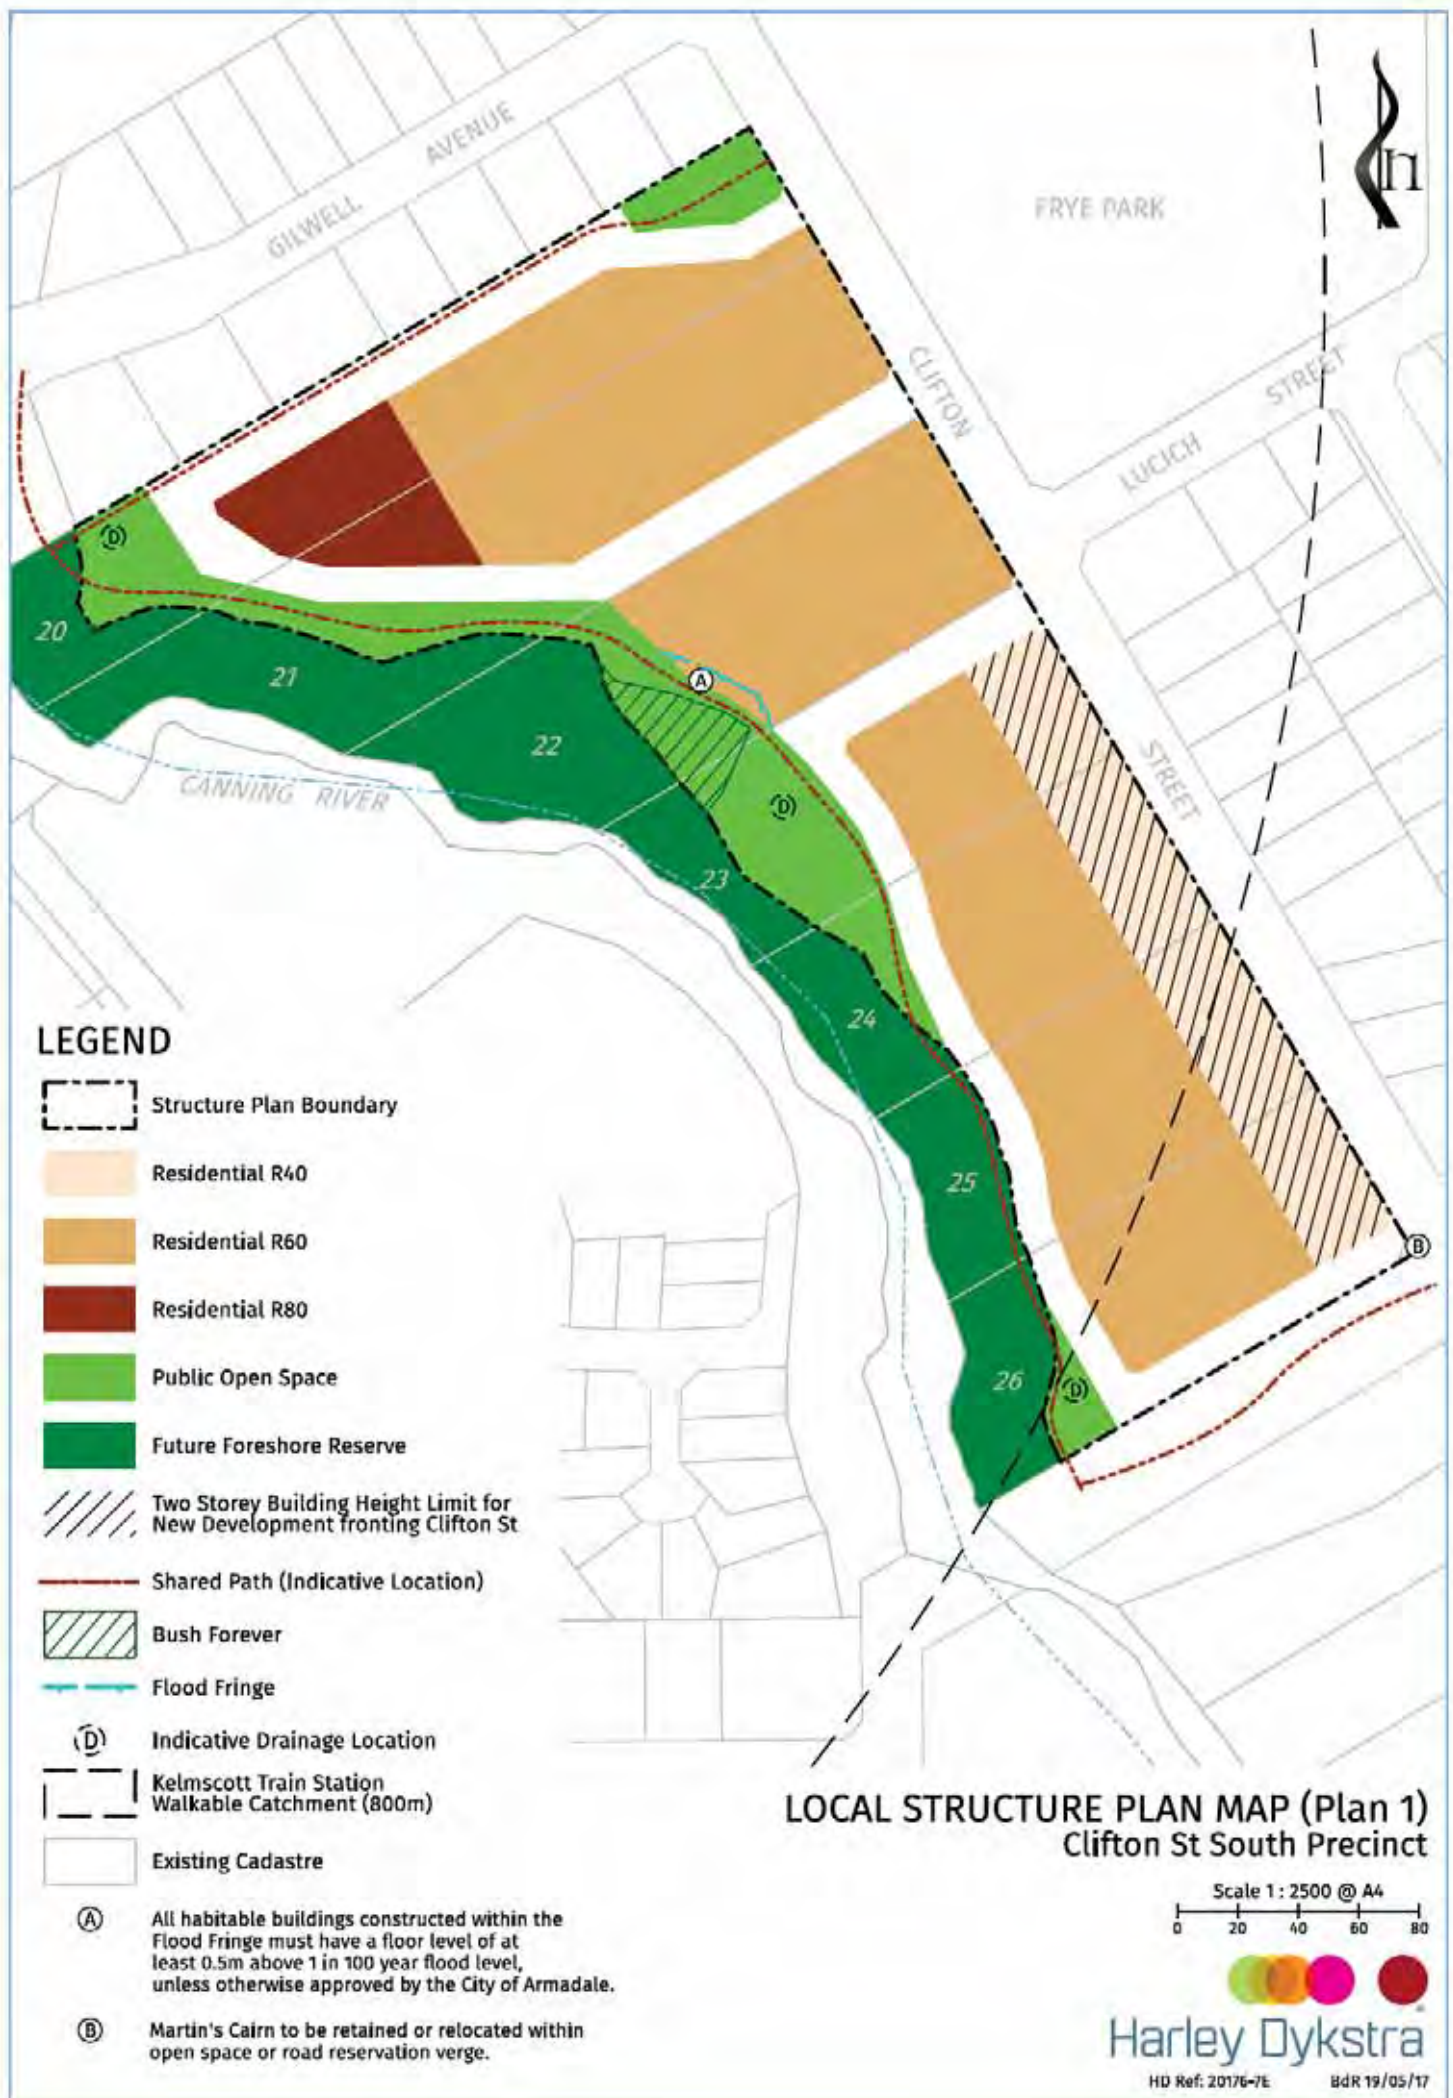 GILWELL AVENUE
FRYE PARK
n
CLIFTON
STREET
LUCICH STREET
D
20
21
22
A
CANNING RIVER
D
23
24
25
B
26
D
LEGEND
Structure Plan Boundary
Residential R40
Residential R60
Residential R80
Public Open Space
Future Foreshore Reserve
Two Storey Building Height Limit for
New Development fronting Clifton St
Shared Path (Indicative Location)
Bush Forever
Flood Fringe
D Indicative Drainage Location
Kelmscott Train Station
Walkable Catchment (800m)
Existing Cadastre
A All habitable buildings constructed within the
Flood Fringe must have a floor level of at
least 0.5m above 1 in 100 year flood level,
unless otherwise approved by the City of Armadale.
B Martin's Cairn to be retained or relocated within
open space or road reservation verge.
LOCAL STRUCTURE PLAN MAP (Plan 1)
Clifton St South Precinct
Scale 1 : 2500 @ A4
0 20 40 60 80
Harley Dykstra
HD Ref: 20176-7E BdR 19/05/17